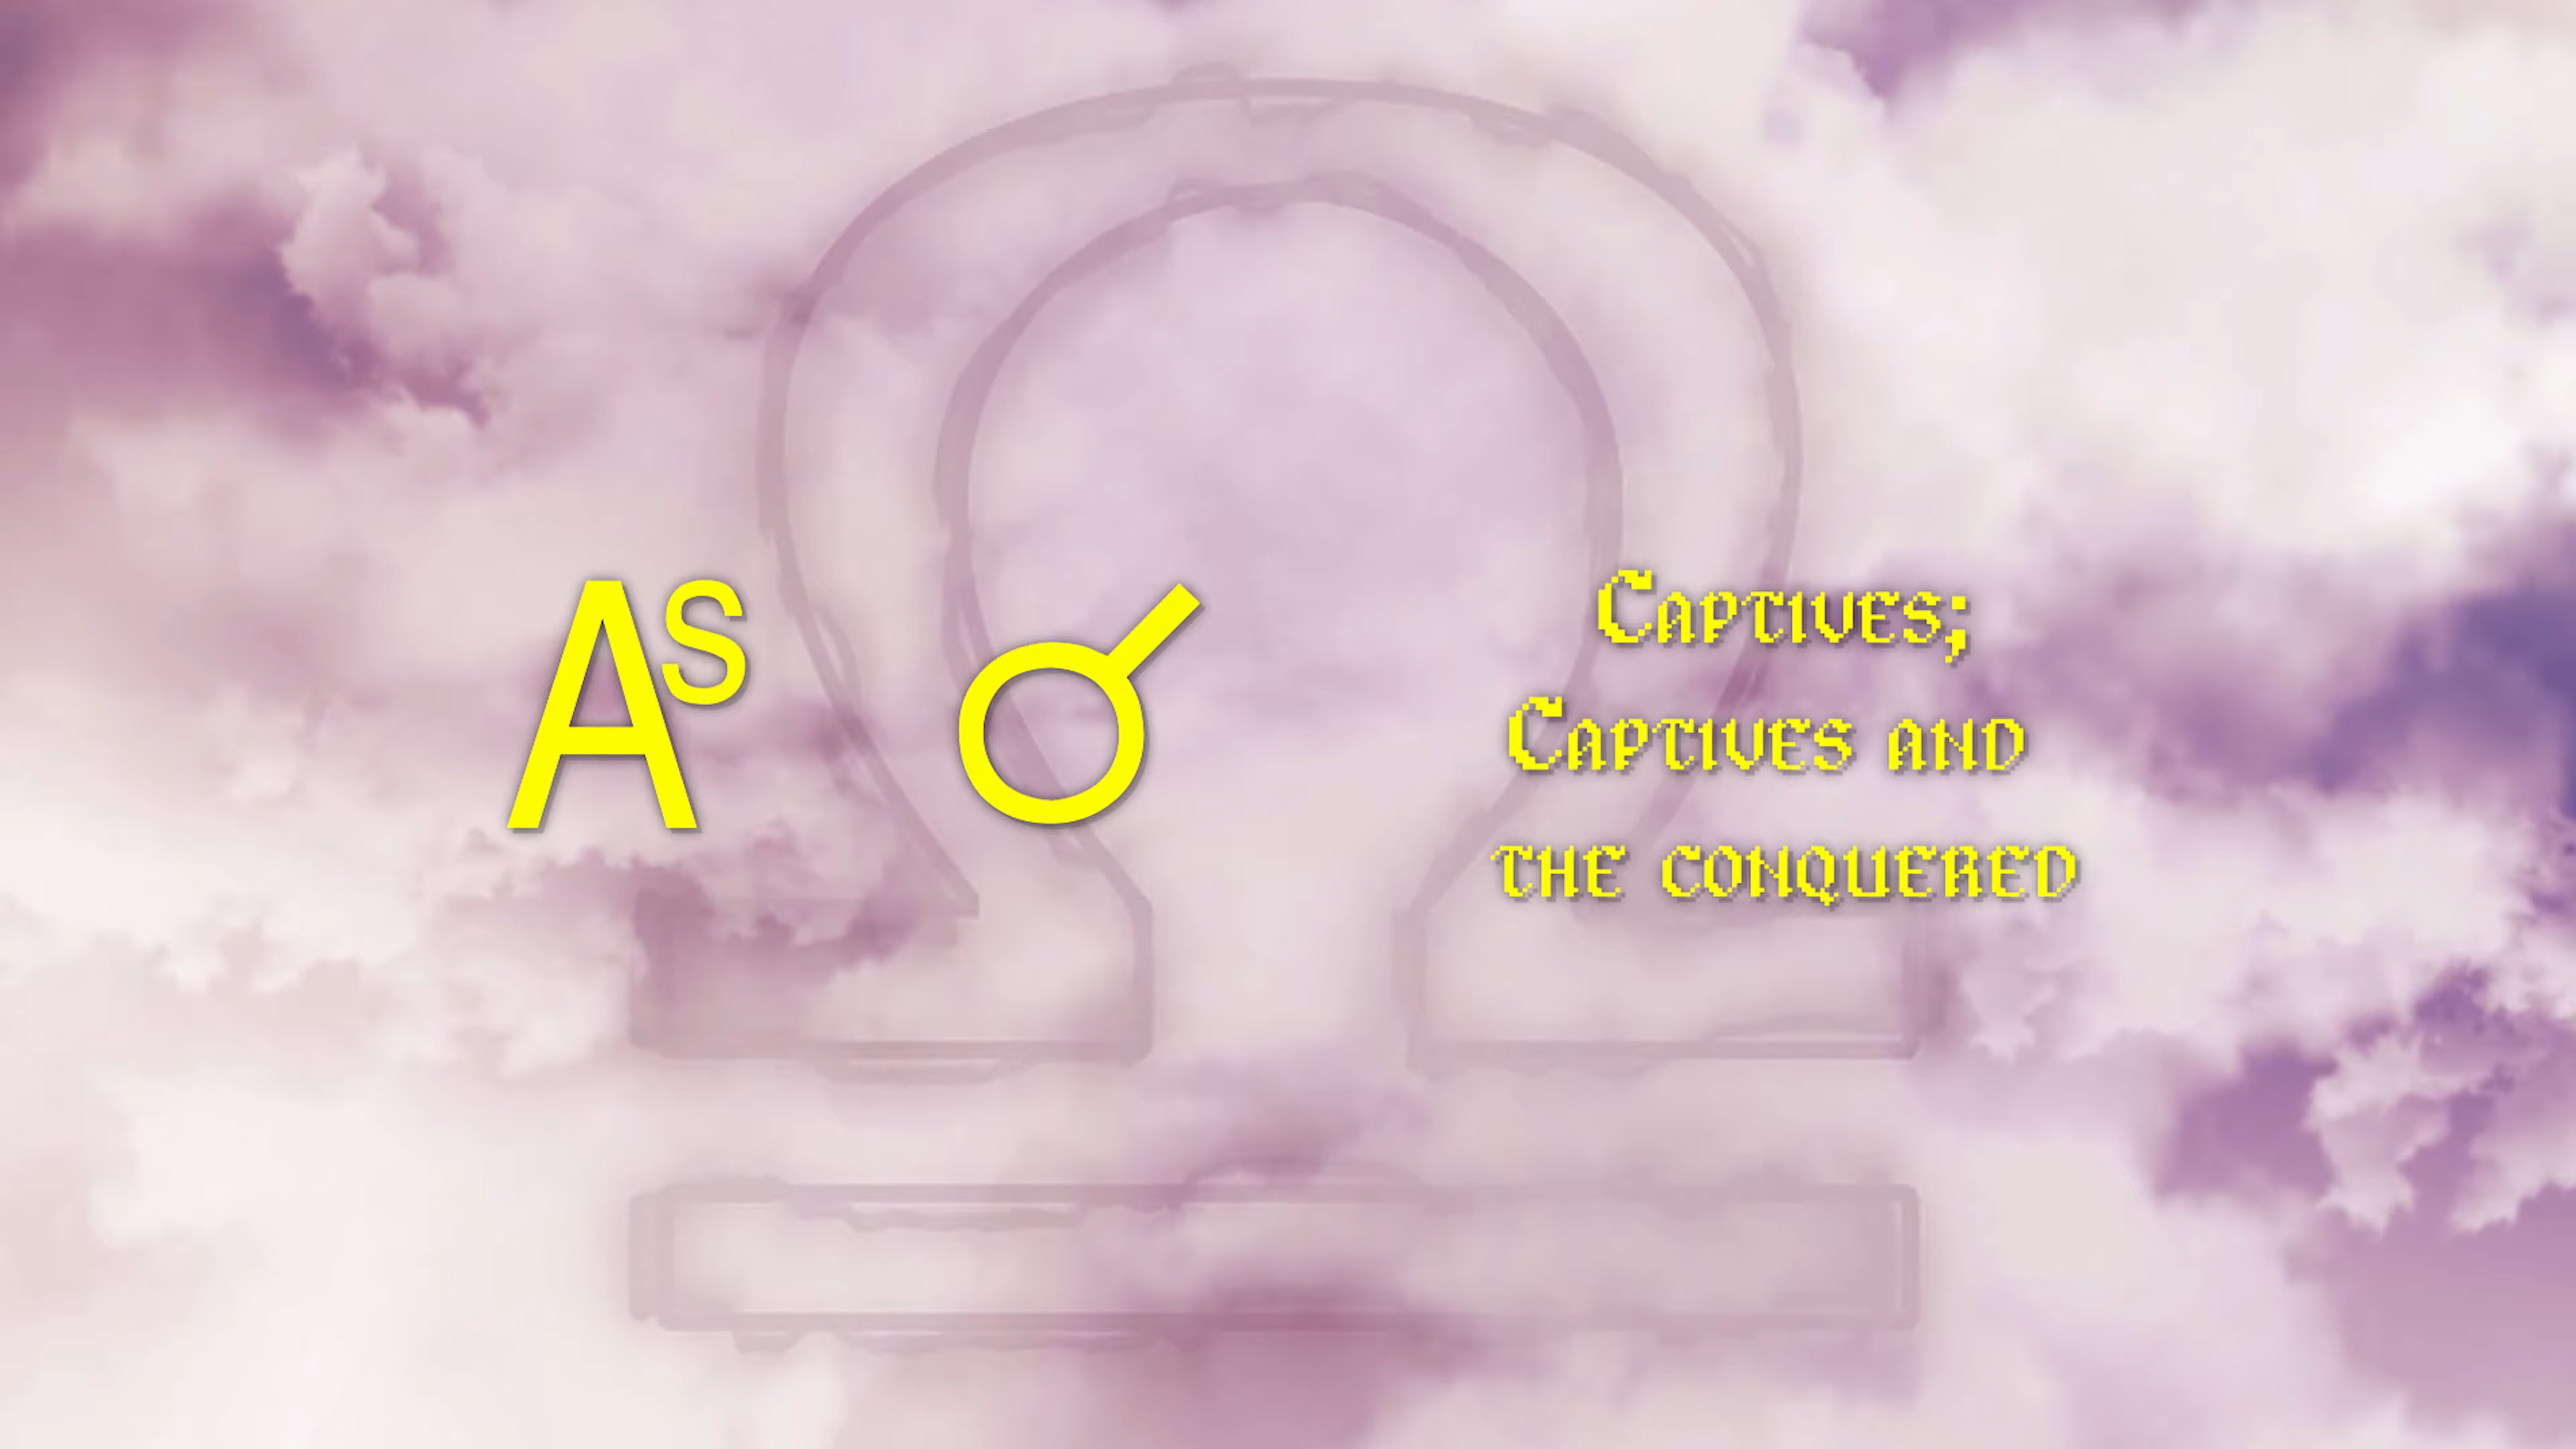 As ☌
Captives;
Captives and
the conquered